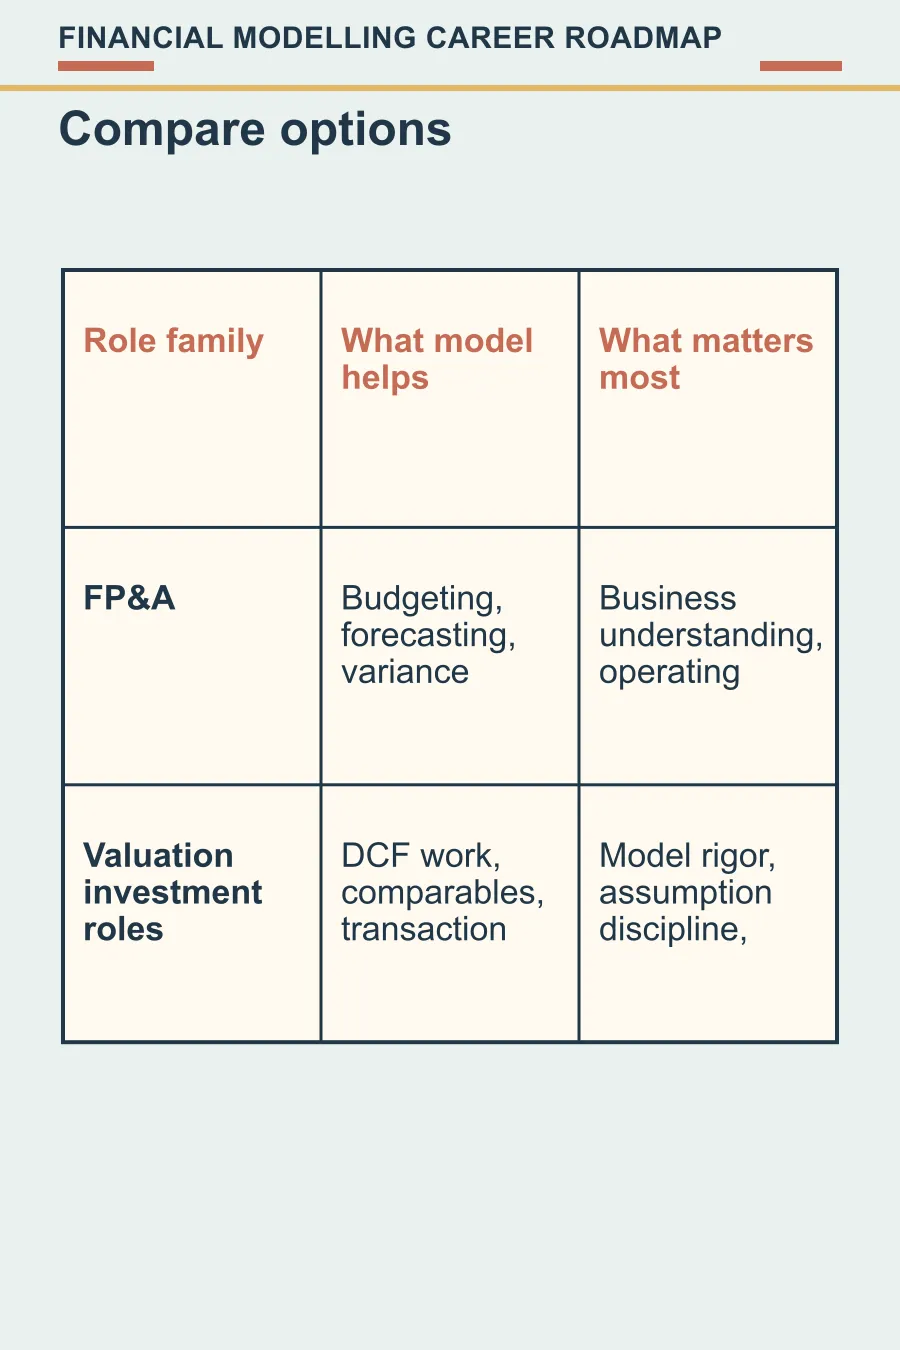 FINANCIAL MODELLING CAREER ROADMAP
Compare options
Role family
What model
helps
What matters
most
FP&A
Budgeting,
forecasting,
variance
Business
understanding,
operating
Valuation
investment
roles
DCF work,
comparables,
transaction
Model rigor,
assumption
discipline,